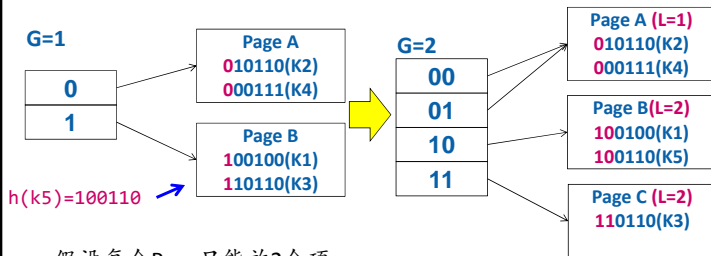 G=1
0
1
Page A
010110(K2)
000111(K4)
Page B
100100(K1)
110110(K3)
h(k5)=100110
G=2
00
01
10
11
Page A (L=1)
010110(K2)
000111(K4)
Page B(L=2)
100100(K1)
100110(K5)
Page C (L=2)
110110(K3)